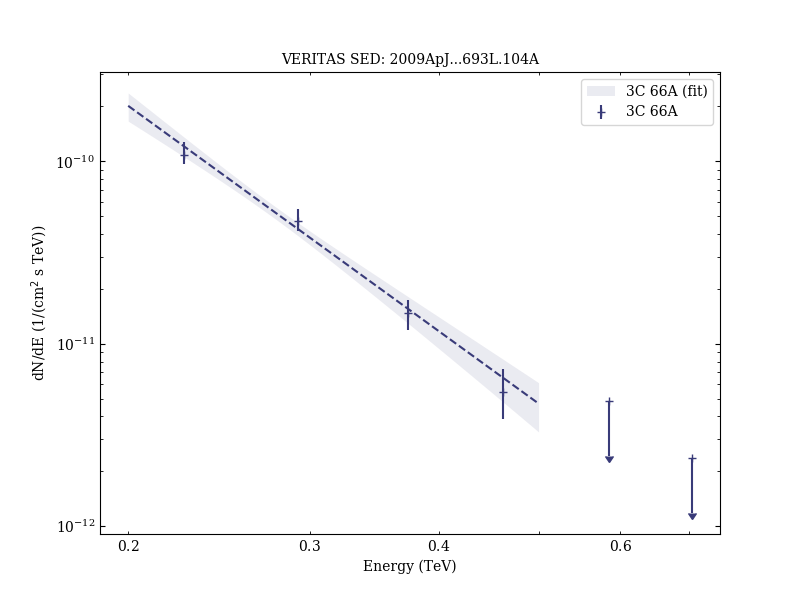 VERITAS SED: 2009ApJ...693L.104A
3C 66A (fit)
3C 66A
10⁻¹⁰
10⁻¹¹
10⁻¹²
dN/dE (1/(cm² s TeV))
0.2 0.3 0.4 0.6
Energy (TeV)